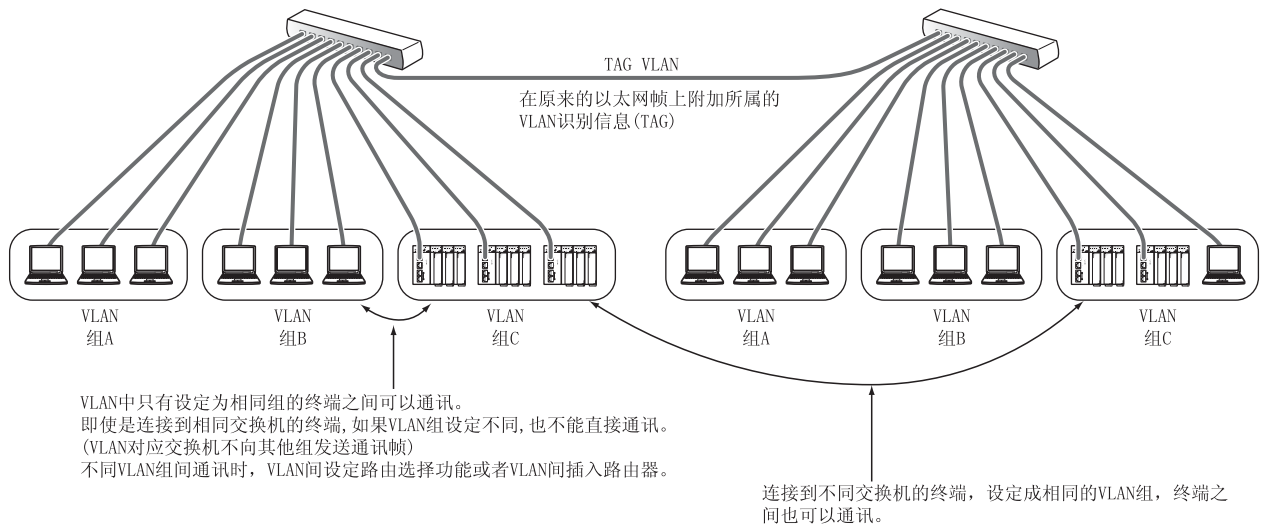 TAG VLAN
在原来的以太网帧上附加所属的
VLAN识别信息(TAG)
VLAN
组A
VLAN
组B
VLAN
组C
VLAN
组A
VLAN
组B
VLAN
组C
VLAN中只有设定为相同组的终端之间可以通讯。
即使是连接到相同交换机的终端,如果VLAN组设定不同,也不能直接通讯。
(VLAN对应交换机不向其他组发送通讯帧)
不同VLAN组间通讯时，VLAN间设定路由选择功能或者VLAN间插入路由器。
连接到不同交换机的终端，设定成相同的VLAN组，终端之
间也可以通讯。